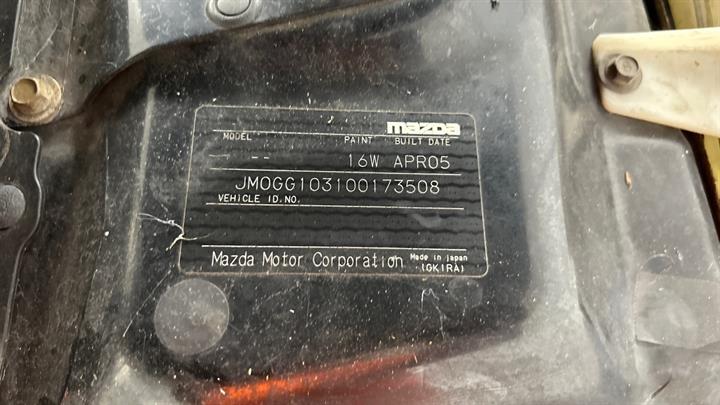 mazda
MODEL PAINT BUILT DATE
- -- 16W APR05
JM0GG103100173508
VEHICLE ID.NO.
Mazda Motor Corporation Made in japan
(GK1RA)